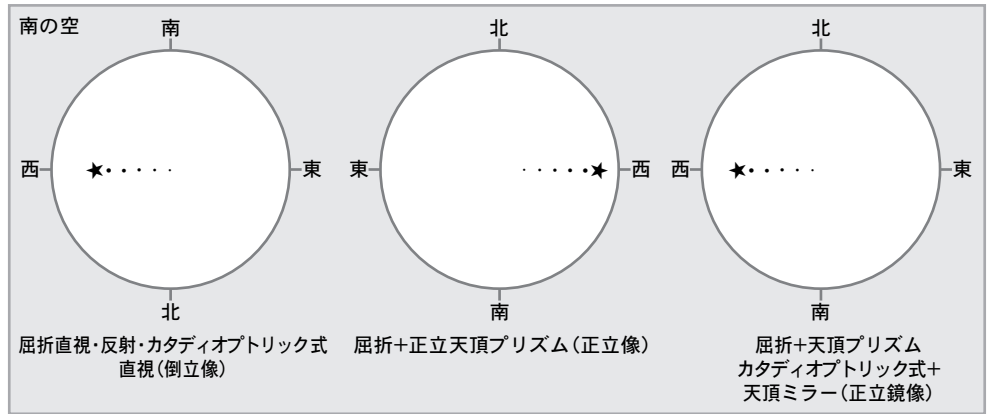 南の空
南
西
東
北
屈折直視・反射・カタディオプトリック式
直視(倒立像)
北
東
西
南
屈折+正立天頂プリズム(正立像)
北
西
東
南
屈折+天頂プリズム
カタディオプトリック式+
天頂ミラー(正立鏡像)